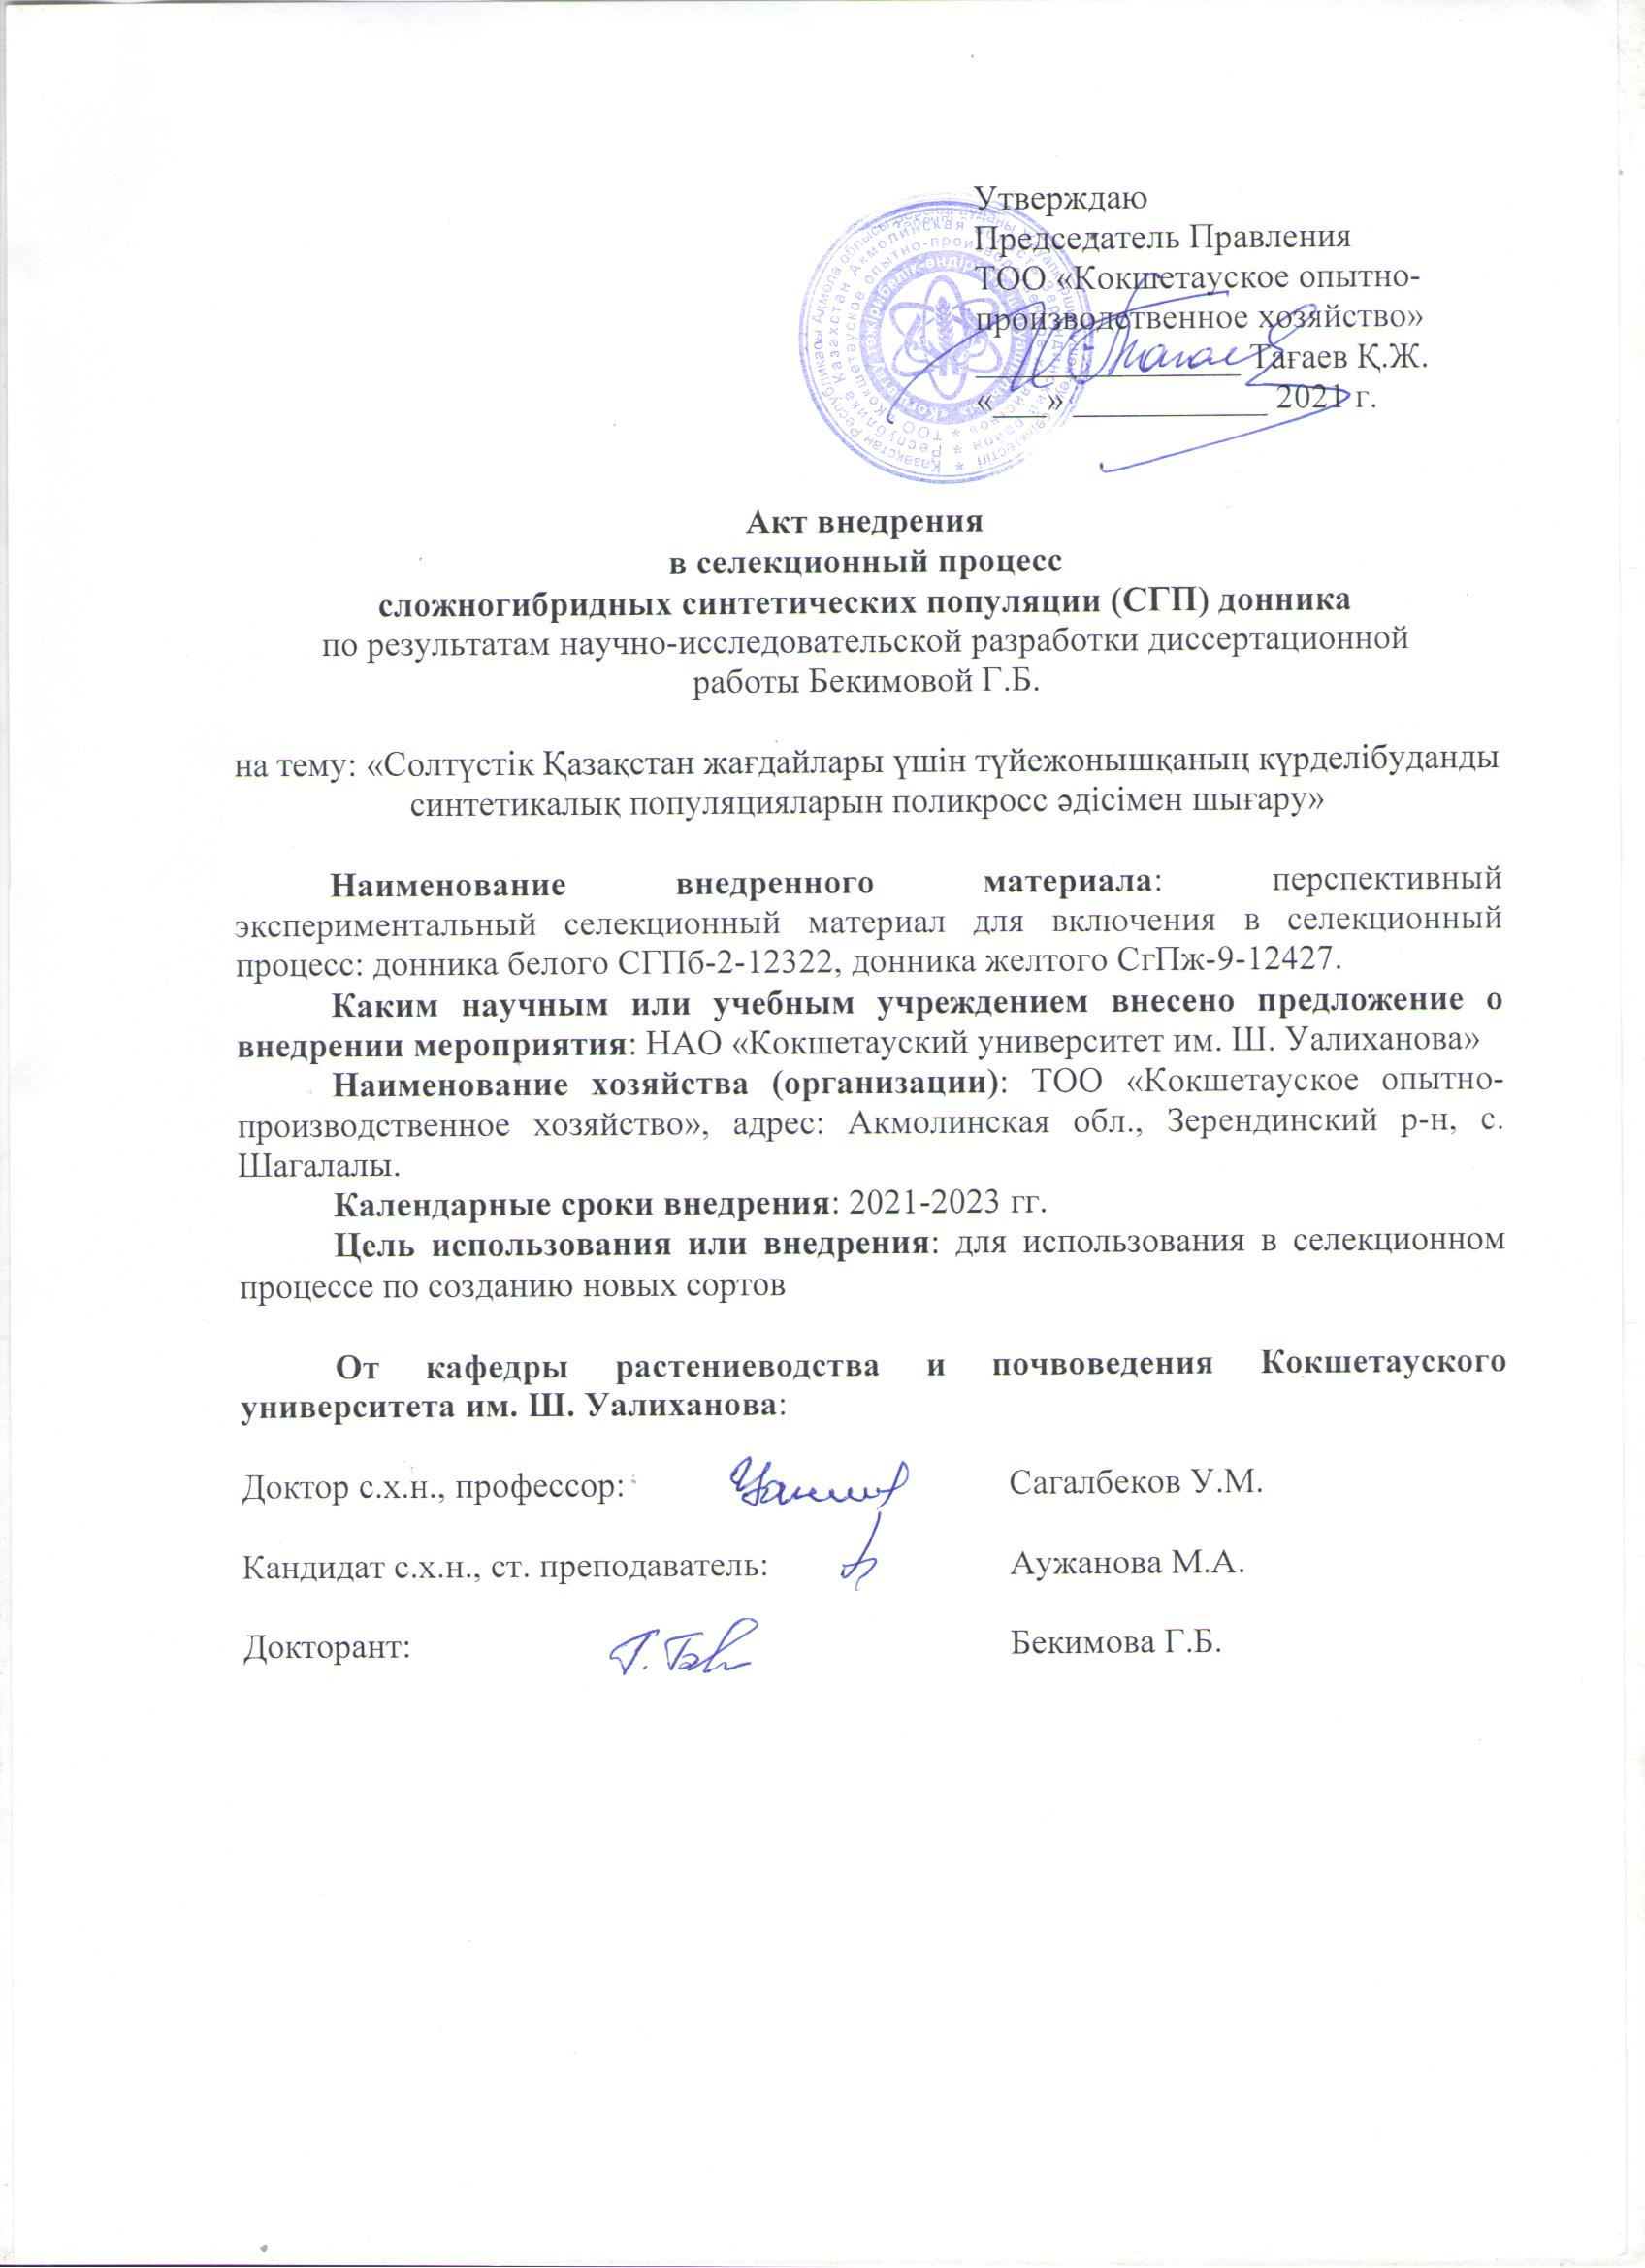 Утверждаю
Председатель Правления
ТОО «Кокшетауское опытно-
производственное хозяйство»
_______________ Тағаев Қ.Ж.
«___» ___________ 2021 г.
Акт внедрения
в селекционный процесс
сложногибридных синтетических популяции (СГП) донника
по результатам научно-исследовательской разработки диссертационной
работы Бекимовой Г.Б.
на тему: «Солтүстік Қазақстан жағдайлары үшін түйежонышқаның күрделібуданды
синтетикалық популяцияларын поликросс әдісімен шығару»
Наименование внедренного материала: перспективный
экспериментальный селекционный материал для включения в селекционный
процесс: донника белого СГПб-2-12322, донника желтого СгПж-9-12427.
Каким научным или учебным учреждением внесено предложение о
внедрении мероприятия: НАО «Кокшетауский университет им. Ш. Уалиханова»
Наименование хозяйства (организации): ТОО «Кокшетауское опытно-
производственное хозяйство», адрес: Акмолинская обл., Зерендинский р-н, с.
Шагалалы.
Календарные сроки внедрения: 2021-2023 гг.
Цель использования или внедрения: для использования в селекционном
процессе по созданию новых сортов
От кафедры растениеводства и почвоведения Кокшетауского
университета им. Ш. Уалиханова:
Доктор с.х.н., профессор: Сагалбеков У.М.
Кандидат с.х.н., ст. преподаватель: Аужанова М.А.
Докторант: Бекимова Г.Б.